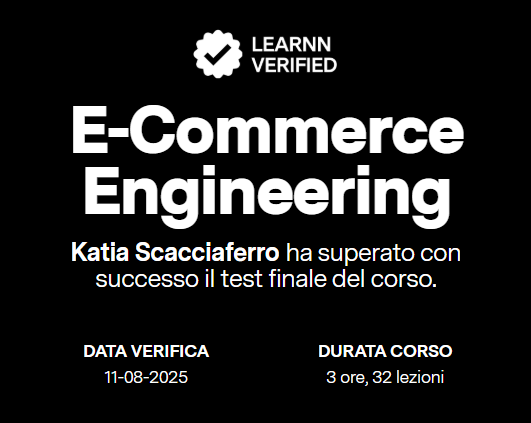 LEARNN
VERIFIED
E-Commerce
Engineering
Katia Scacciaferro ha superato con
successo il test finale del corso.
DATA VERIFICA
11-08-2025
DURATA CORSO
3 ore, 32 lezioni